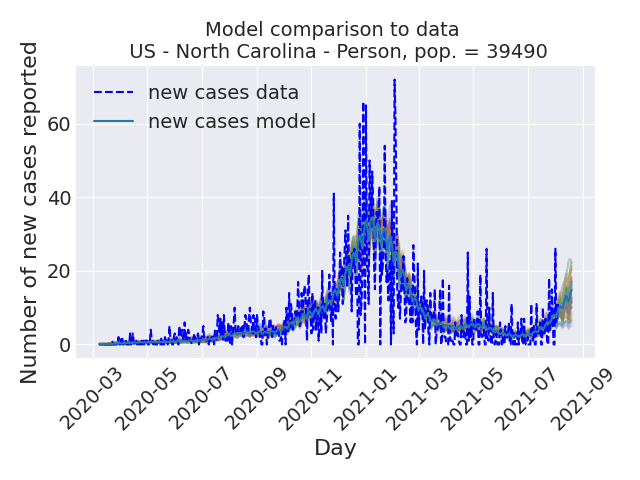 Model comparison to data
US - North Carolina - Person, pop. = 39490
Number of new cases reported
60
40
20
0
new cases data
new cases model
2020-03
2020-05
2020-07
2020-09
2020-11
2021-01
2021-03
2021-05
2021-07
2021-09
Day